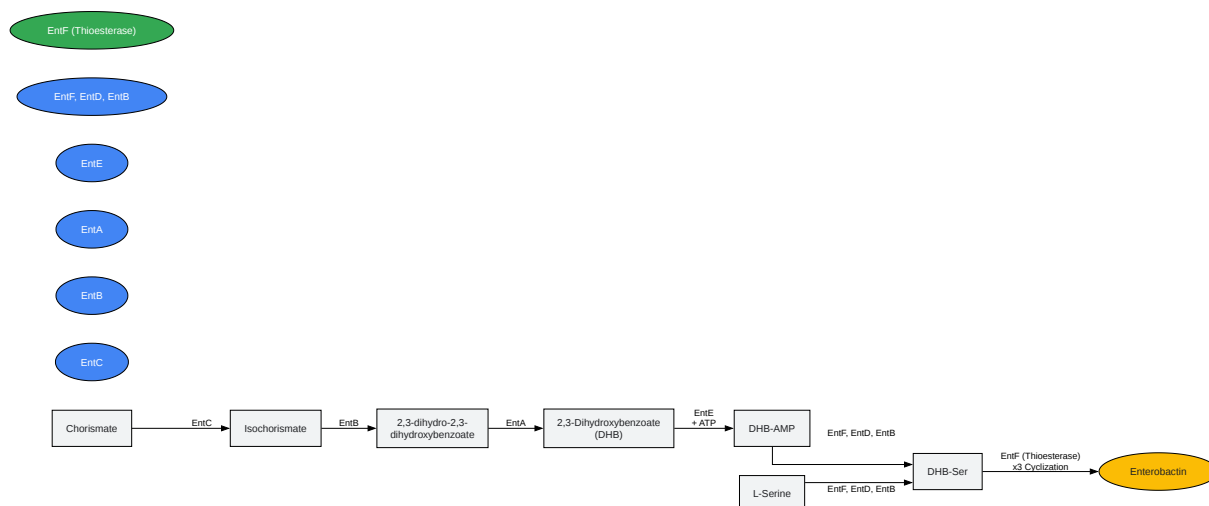 EntF (Thioesterase)
EntF, EntD, EntB
EntE
EntA
EntB
EntC
Chorismate
EntC
Isochorismate
EntB
2,3-dihydro-2,3-
dihydroxybenzoate
EntA
2,3-Dihydroxybenzoate
(DHB)
EntE
+ ATP
DHB-AMP
EntF, EntD, EntB
L-Serine
EntF, EntD, EntB
DHB-Ser
EntF (Thioesterase)
x3 Cyclization
Enterobactin